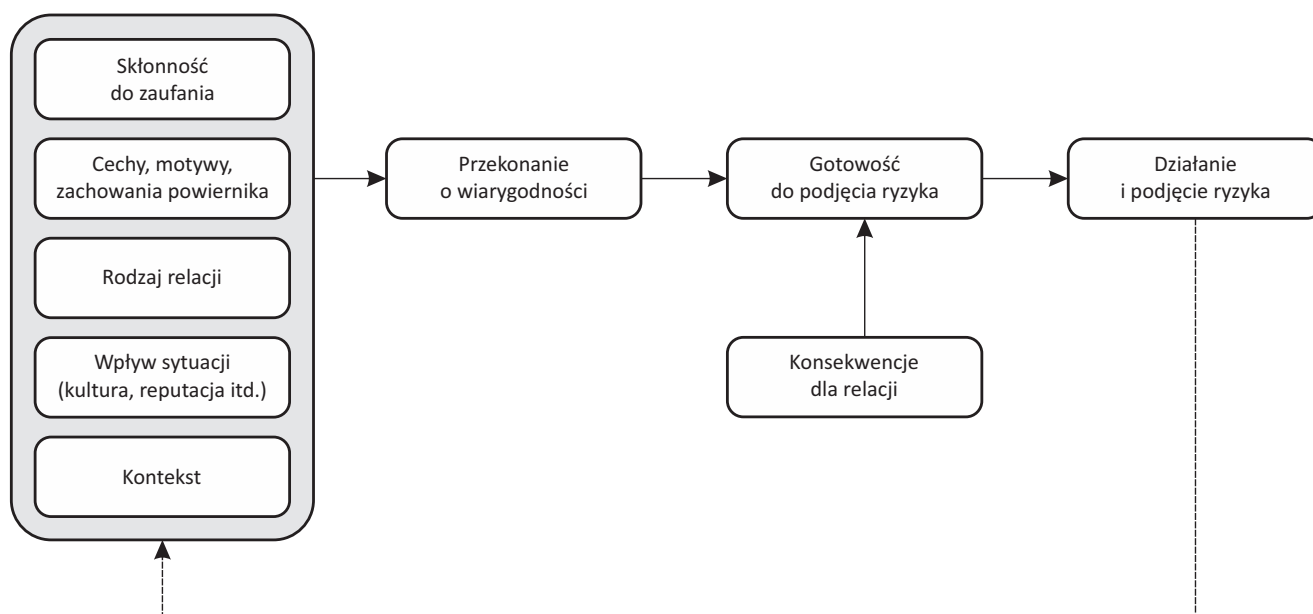 Skłonność
do zaufania
Cechy, motywy,
zachowania powiernika
Rodzaj relacji
Wpływ sytuacji
(kultura, reputacja itd.)
Kontekst
Przekonanie
o wiarygodności
Gotowość
do podjęcia ryzyka
Konsekwencje
dla relacji
Działanie
i podjęcie ryzyka